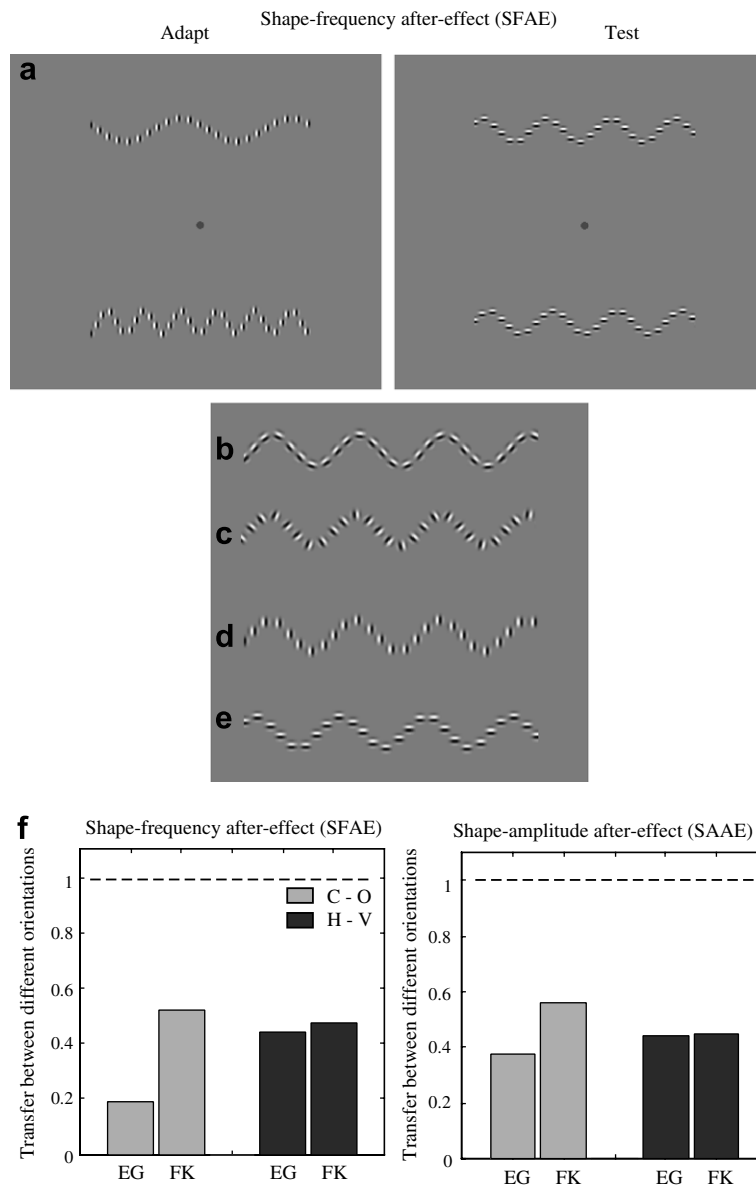 Shape-frequency after-effect (SFAE)
Adapt Test
a
b
c
d
e
f
Shape-frequency after-effect (SFAE)
Transfer between different orientations
1
0.8
0.6
0.4
0.2
0
C - O
H - V
EG FK EG FK
Shape-amplitude after-effect (SAAE)
Transfer between different orientations
1
0.8
0.6
0.4
0.2
0
EG FK EG FK